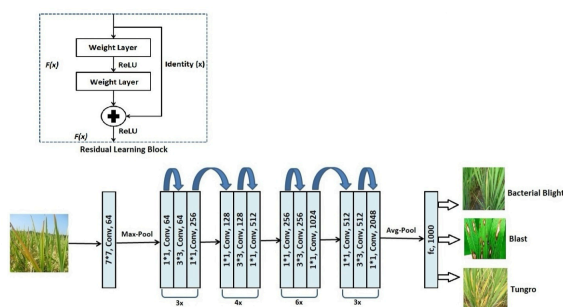 Weight Layer
ReLU
F(x)
Identity (x)
Weight Layer
ReLU
F(x)
Residual Learning Block
7*7, Conv, 64
Max-Pool
1*1, Conv, 64
3*3, Conv, 64
1*1, Conv, 256
3x
1*1, Conv, 128
3*3, Conv, 128
1*1, Conv, 512
4x
1*1, Conv, 256
3*3, Conv, 256
1*1, Conv, 1024
6x
1*1, Conv, 512
3*3, Conv, 512
1*1, Conv, 2048
3x
Avg-Pool
fc, 1000
Bacterial Blight
Blast
Tungro